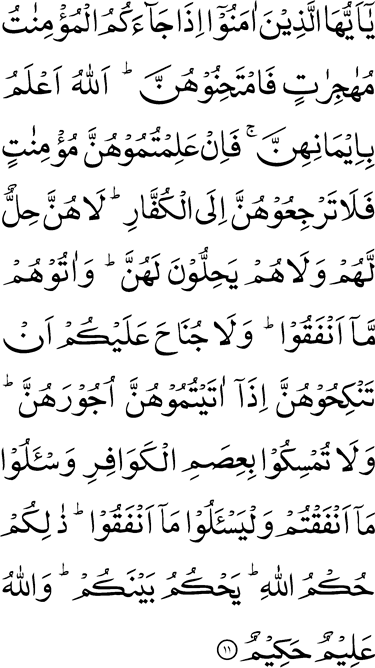 يٰۤاَيُّهَا الَّذِيْنَ اٰمَنُوْۤا اِذَا جَآءَكُمُ الْمُؤْمِنٰتُ
مُهٰجِرٰتٍ فَامْتَحِنُوْهُنَّ ؕ اَللّٰهُ اَعْلَمُ
بِاِيْمَانِهِنَّ ۚ فَاِنْ عَلِمْتُمُوْهُنَّ مُؤْمِنٰتٍ
فَلَا تَرْجِعُوْهُنَّ اِلَى الْكُفَّارِ ؕ لَا هُنَّ حِلٌّ
لَّهُمْ وَلَا هُمْ يَحِلُّوْنَ لَهُنَّ ؕ وَاٰتُوْهُمْ
مَّاۤ اَنْفَقُوْا ؕ وَلَا جُنَاحَ عَلَيْكُمْ اَنْ
تَنْكِحُوْهُنَّ اِذَاۤ اٰتَيْتُمُوْهُنَّ اُجُوْرَهُنَّ ؕ
وَلَا تُمْسِكُوْا بِعِصَمِ الْكَوَافِرِ وَسْـَٔلُوْا
مَاۤ اَنْفَقْتُمْ وَلْيَسْـَٔلُوْا مَاۤ اَنْفَقُوْا ؕ ذٰلِكُمْ
حُكْمُ اللّٰهِ ؕ يَحْكُمُ بَيْنَكُمْ ؕ وَاللّٰهُ
عَلِيْمٌ حَكِيْمٌ ۝۱۱